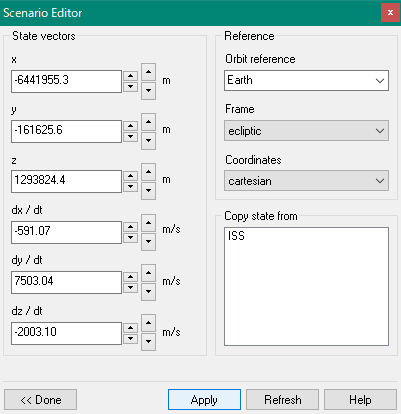 Scenario Editor
x
State vectors
x
-6441955.3
m
y
-161625.6
m
z
1293824.4
m
dx / dt
-591.07
m/s
dy / dt
7503.04
m/s
dz / dt
-2003.10
m/s
Reference
Orbit reference
Earth
Frame
ecliptic
Coordinates
cartesian
Copy state from
ISS
<< Done
Apply
Refresh
Help